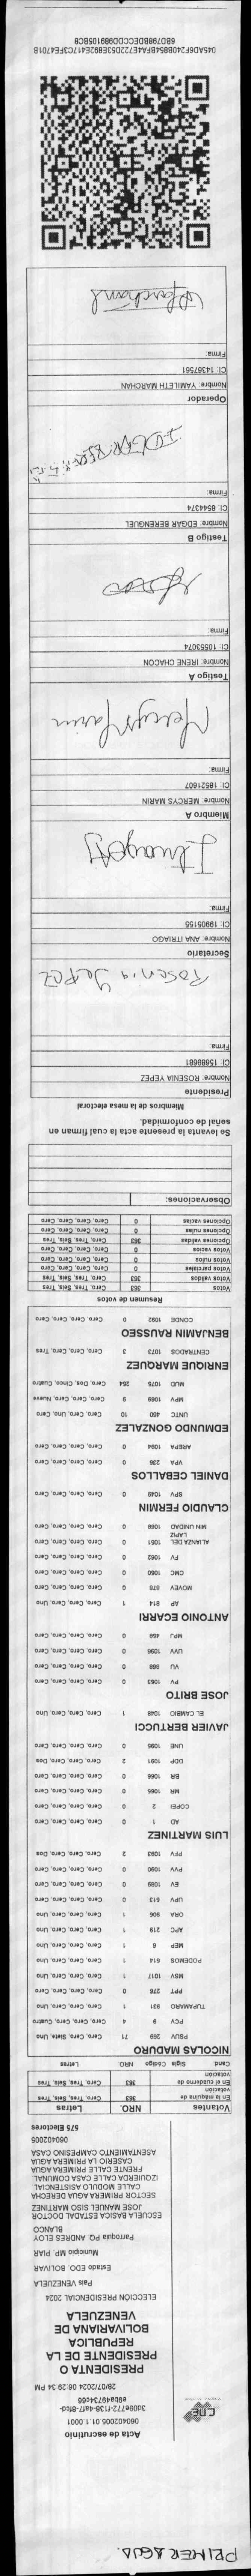 PRIMER AGUA.
CNE
Acta de escrutinio
060402005.01.1.0001
3d09e772-f138-4af7-8fcd-
e9ba49734c66
28/07/2024 06:29:34 PM
PRESIDENTA O
PRESIDENTE DE LA
REPUBLICA
BOLIVARIANA DE
VENEZUELA
ELECCIÓN PRESIDENCIAL 2024
País VENEZUELA
Estado EDO. BOLIVAR
Municipio MP. PIAR
Parroquia PQ. ANDRES ELOY
BLANCO
ESCUELA BASICA ESTADAL DOCTOR
JOSE MANUEL SISO MARTINEZ
SECTOR PRIMERA AGUA DERECHA
CALLE MODULO ASISTENCIAL.
IZQUIERDA CALLE CASA COMUNAL.
FRENTE CALLE PRIMERA AGUA
CASERIO LA PRIMERA AGUA
ASENTAMIENTO CAMPESINO CASA
060402005
575 Electores
Votantes NRO. Letras
En la máquina de votación 363 Cero, Tres, Seis, Tres
En el cuaderno de votación 363 Cero, Tres, Seis, Tres
Cand. Sigla Código NRO. Letras
NICOLAS MADURO
PSUV 269 71 Cero, Cero, Siete, Uno
PCV 9 4 Cero, Cero, Cero, Cuatro
TUPAMARO 931 1 Cero, Cero, Cero, Uno
PPT 276 0 Cero, Cero, Cero, Cero
MSV 1017 1 Cero, Cero, Cero, Uno
PODEMOS 514 1 Cero, Cero, Cero, Uno
MEP 6 1 Cero, Cero, Cero, Uno
APC 219 1 Cero, Cero, Cero, Uno
ORA 906 1 Cero, Cero, Cero, Uno
UPV 513 0 Cero, Cero, Cero, Cero
EV 1089 0 Cero, Cero, Cero, Cero
PVV 1090 0 Cero, Cero, Cero, Cero
PFV 1093 2 Cero, Cero, Cero, Dos
LUIS MARTINEZ
AD 1 0 Cero, Cero, Cero, Cero
COPEI 2 0 Cero, Cero, Cero, Cero
MR 1065 0 Cero, Cero, Cero, Cero
BR 1066 0 Cero, Cero, Cero, Cero
DDP 1091 2 Cero, Cero, Cero, Dos
UNE 1095 0 Cero, Cero, Cero, Cero
JAVIER BERTUCCI
EL CAMBIO 1048 1 Cero, Cero, Cero, Uno
JOSE BRITO
PV 1053 0 Cero, Cero, Cero, Cero
VU 968 0 Cero, Cero, Cero, Cero
UVV 1096 0 Cero, Cero, Cero, Cero
MPJ 468 0 Cero, Cero, Cero, Cero
ANTONIO ECARRI
AP 814 1 Cero, Cero, Cero, Uno
MOVEV 978 0 Cero, Cero, Cero, Cero
CMC 1050 0 Cero, Cero, Cero, Cero
FV 1062 0 Cero, Cero, Cero, Cero
ALIANZA DEL LAPIZ 1051 0 Cero, Cero, Cero, Cero
MIN UNIDAD 1069 0 Cero, Cero, Cero, Cero
CLAUDIO FERMIN
SPV 1049 0 Cero, Cero, Cero, Cero
DANIEL CEBALLOS
VPA 236 0 Cero, Cero, Cero, Cero
AREPA 1094 0 Cero, Cero, Cero, Cero
EDMUNDO GONZALEZ
UNTC 460 10 Cero, Cero, Uno, Cero
MPV 1069 9 Cero, Cero, Cero, Nueve
MUD 1075 254 Cero, Dos, Cinco, Cuatro
ENRIQUE MARQUEZ
CENTRADOS 1073 3 Cero, Cero, Cero, Tres
BENJAMIN RAUSSEO
CONDE 1092 0 Cero, Cero, Cero, Cero
Resumen de votos
Votos 363 Cero, Tres, Seis, Tres
Votos validos 363 Cero, Tres, Seis, Tres
Votos parciales 0 Cero, Cero, Cero, Cero
Votos nulos 0 Cero, Cero, Cero, Cero
Votos vacios 0 Cero, Cero, Cero, Cero
Opciones validas 363 Cero, Tres, Seis, Tres
Opciones nulas 0 Cero, Cero, Cero, Cero
Opciones vacias 0 Cero, Cero, Cero, Cero
Observaciones:
Se levanta la presente acta la cual firman en
señal de conformidad.
Miembros de la mesa electoral
Presidente
Nombre: ROSENIA YEPEZ
CI: 15689681
Firma:
Rosenia Yepez
Secretario
Nombre: ANA ITRIAGO
CI: 19905155
Firma:
Itriago A
Miembro A
Nombre: MERCYS MARIN
CI: 18521607
Firma:
Mercys Marin
Testigo A
Nombre: IRENE CHACON
CI: 10553074
Firma:
Testigo B
Nombre: EDGAR BERENGUEL
CI: 8544374
Firma:
Operador
Nombre: YAMILETH MARCHAN
CI: 14367561
Firma:
Marchan
045AD6F240B854BFA4E722D53E892E417C3FE4701B
6BD798BDECCDD989105BC8